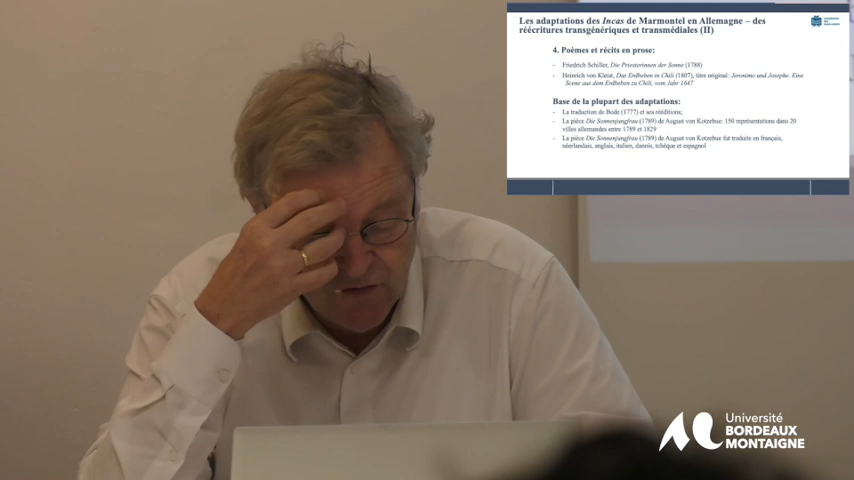 Les adaptations des Incas de Marmontel en Allemagne – des
réécritures transgénériques et transmédiales (II)
4. Poèmes et récits en prose:
- Friedrich Schiller, Die Priesterinnen der Sonne (1788)
- Heinrich von Kleist, Das Erdbeben in Chili (1807), titre original: Jeronimo und Josephe. Eine
Scene aus dem Erdbeben zu Chili, vom Jahr 1647
Base de la plupart des adaptations:
- La traduction de Bode (1777) et ses rééditions;
- La pièce Die Sonnenjungfrau (1789) de August von Kotzebue: 150 représentations dans 20
villes allemandes entre 1789 et 1829
- La pièce Die Sonnenjungfrau (1789) de August von Kotzebue fut traduite en français,
néerlandais, anglais, italien, danois, tchèque et espagnol
Université
BORDEAUX
MONTAIGNE